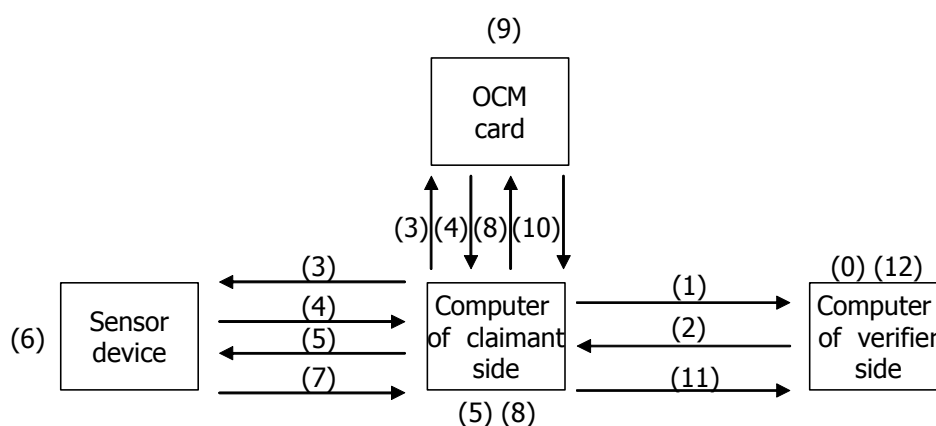 (9)
OCM
card
(3) (4) (8) (10)
(3)
(4)
(5)
(7)
(6)
Sensor
device
Computer
of claimant
side
(5) (8)
(1)
(2)
(11)
(0) (12)
Computer
of verifier
side